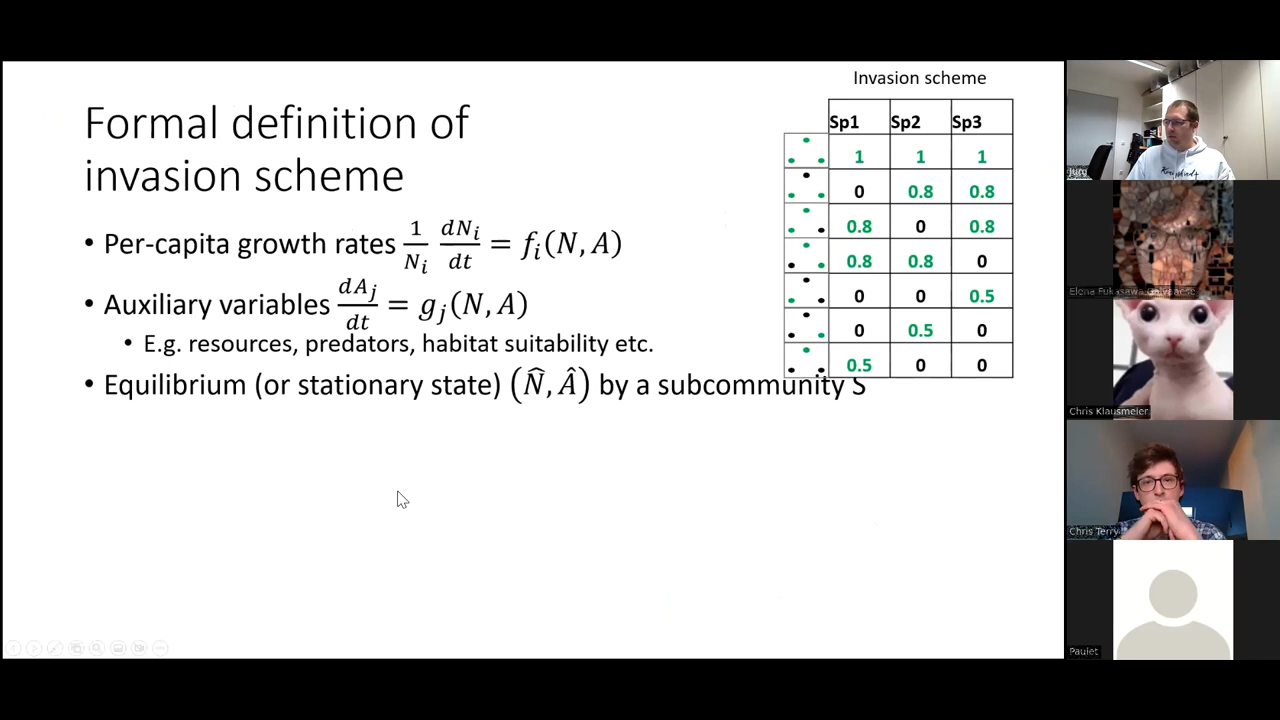 Formal definition of
invasion scheme
• Per-capita growth rates 1/N_i dN_i/dt = f_i(N, A)
• Auxiliary variables dA_j/dt = g_j(N, A)
• E.g. resources, predators, habitat suitability etc.
• Equilibrium (or stationary state) (N̂, Â) by a subcommunity S
Invasion scheme
Sp1 Sp2 Sp3
1 1 1
0 0.8 0.8
0.8 0 0.8
0.8 0.8 0
0 0 0.5
0 0.5 0
0.5 0 0
Jurg
Elena Fukasawa
Chris Klausmeier
Chris Terry